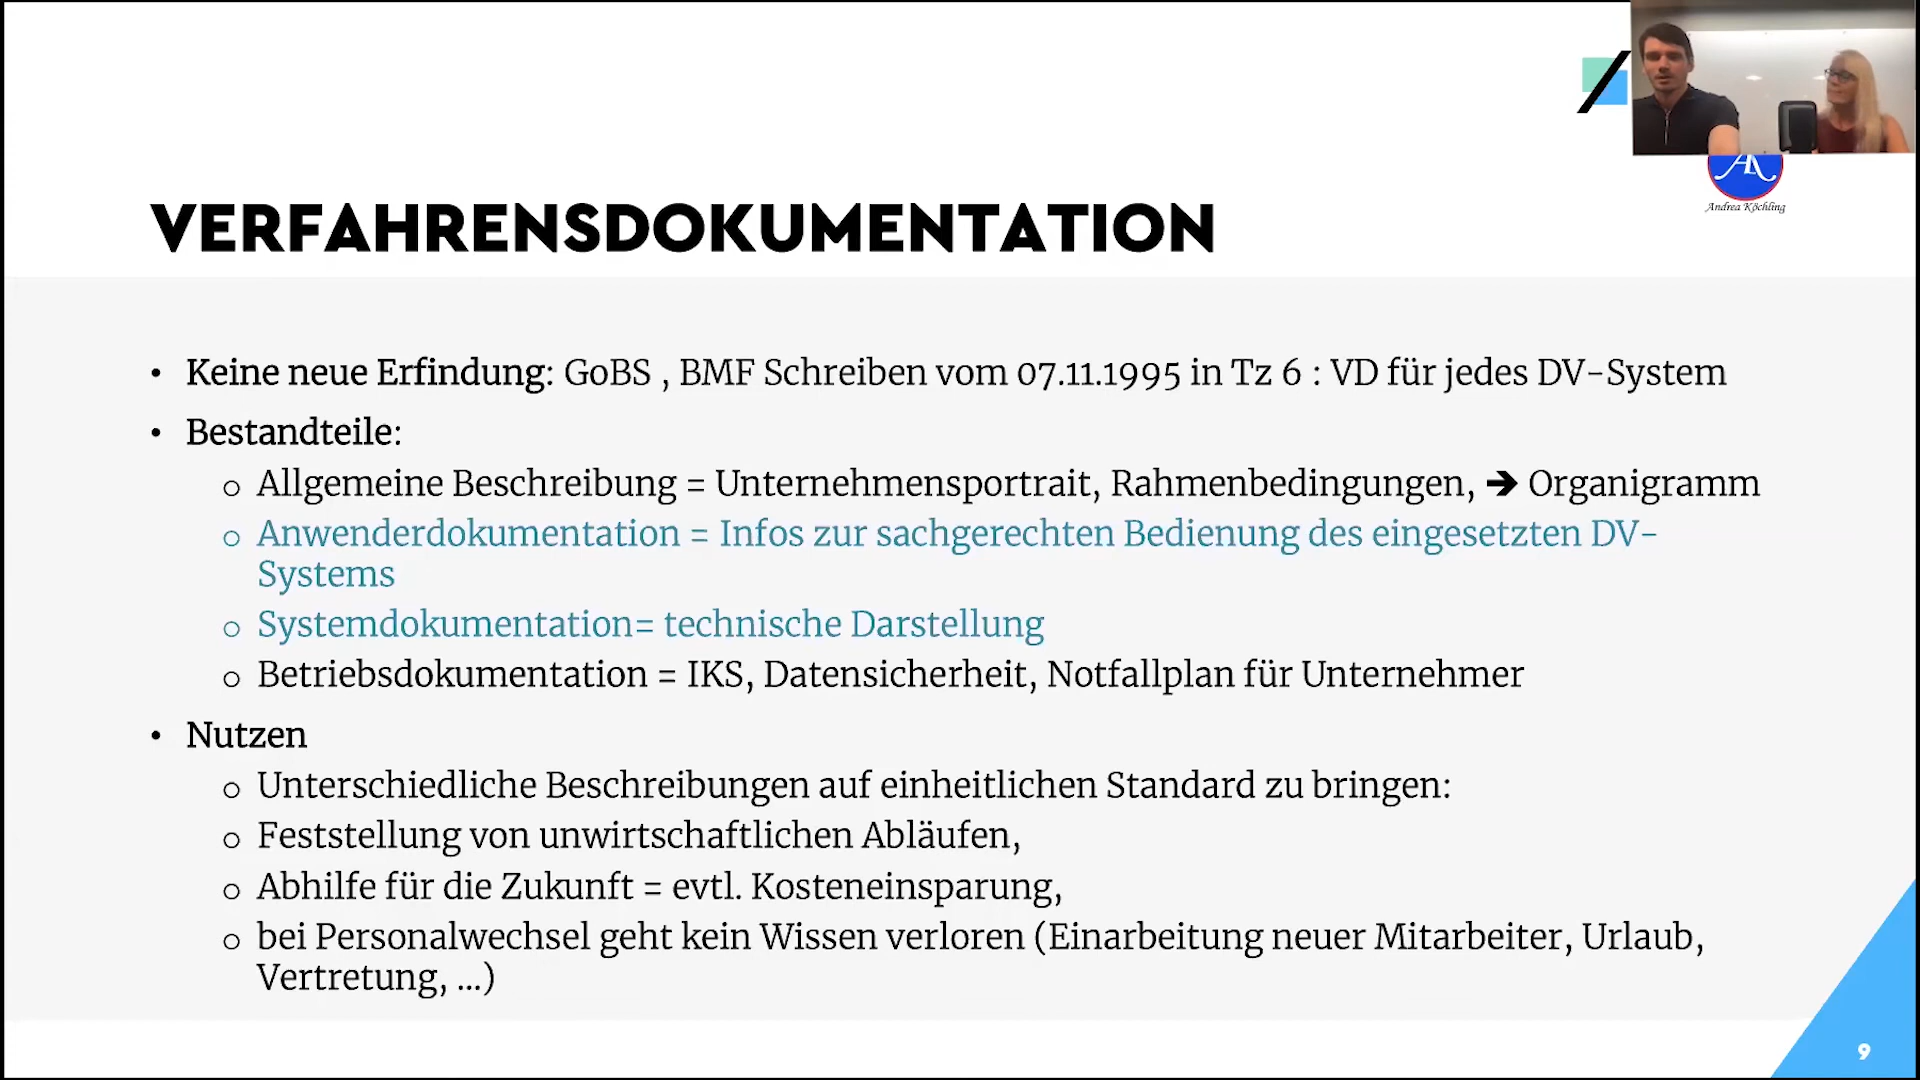 Andrea Köchling
VERFAHRENSDOKUMENTATION
• Keine neue Erfindung: GoBS , BMF Schreiben vom 07.11.1995 in Tz 6 : VD für jedes DV-System
• Bestandteile:
o Allgemeine Beschreibung = Unternehmensportrait, Rahmenbedingungen, ➔ Organigramm
o Anwenderdokumentation = Infos zur sachgerechten Bedienung des eingesetzten DV-
Systems
o Systemdokumentation= technische Darstellung
o Betriebsdokumentation = IKS, Datensicherheit, Notfallplan für Unternehmer
• Nutzen
o Unterschiedliche Beschreibungen auf einheitlichen Standard zu bringen:
o Feststellung von unwirtschaftlichen Abläufen,
o Abhilfe für die Zukunft = evtl. Kosteneinsparung,
o bei Personalwechsel geht kein Wissen verloren (Einarbeitung neuer Mitarbeiter, Urlaub,
Vertretung, ...)
9